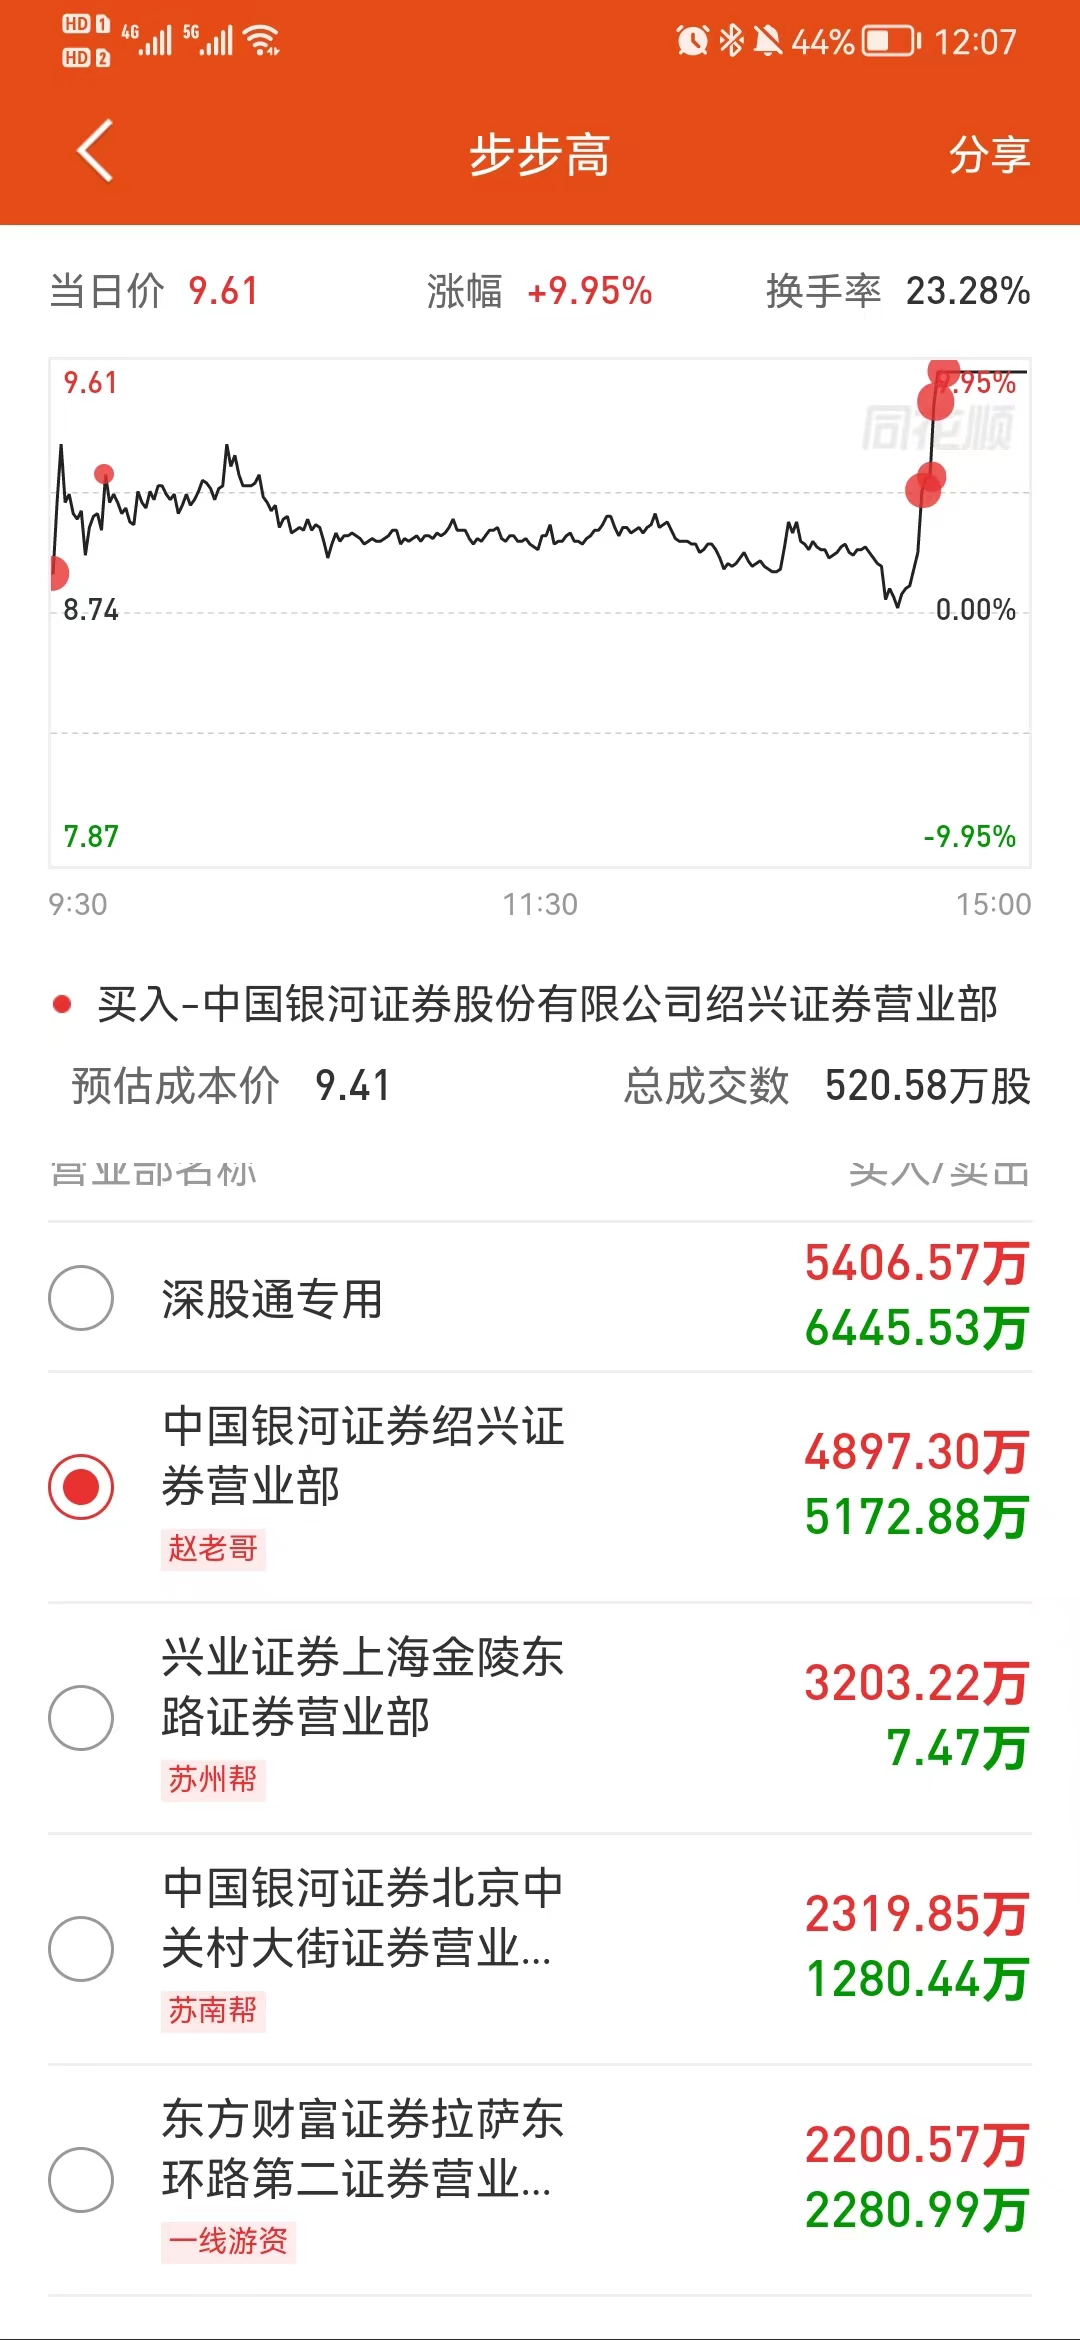 HD 1 4G 5G 44% 12:07
HD 2
步步高 分享
当日价 9.61 涨幅 +9.95% 换手率 23.28%
9.61 9.95%
同花顺
8.74 0.00%
7.87 -9.95%
9:30 11:30 15:00
买入-中国银河证券股份有限公司绍兴证券营业部
预估成本价 9.41 总成交数 520.58万股
营业部名称 买入/卖出
深股通专用
5406.57万
6445.53万
中国银河证券绍兴证
券营业部
赵老哥
4897.30万
5172.88万
兴业证券上海金陵东
路证券营业部
苏州帮
3203.22万
7.47万
中国银河证券北京中
关村大街证券营业...
苏南帮
2319.85万
1280.44万
东方财富证券拉萨东
环路第二证券营业...
一线游资
2200.57万
2280.99万